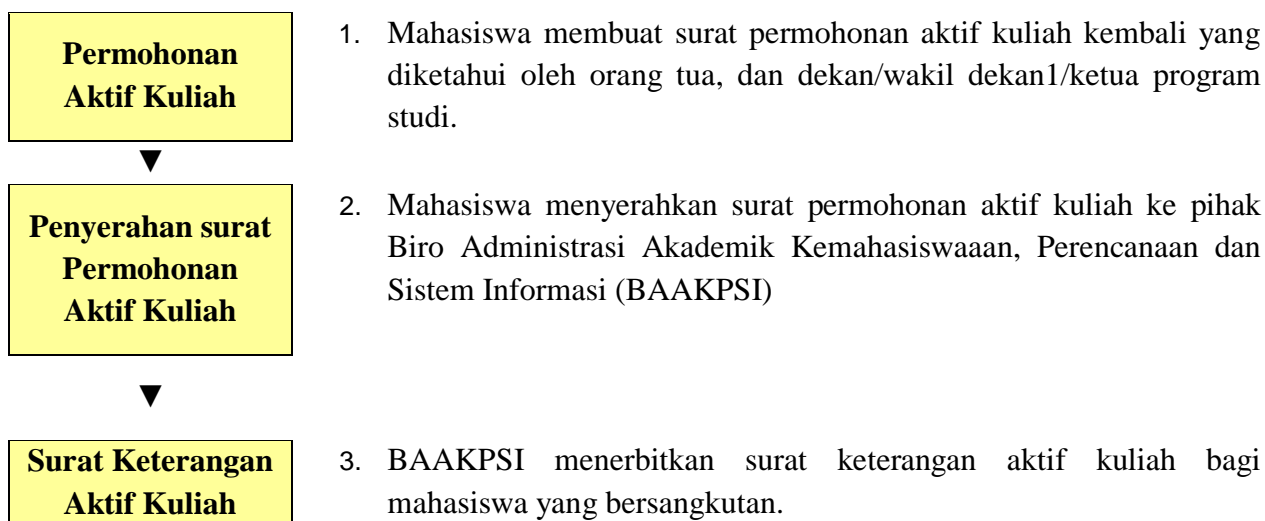 Permohonan
Aktif Kuliah
1. Mahasiswa membuat surat permohonan aktif kuliah kembali yang
diketahui oleh orang tua, dan dekan/wakil dekan1/ketua program
studi.
▼
Penyerahan surat
Permohonan
Aktif Kuliah
2. Mahasiswa menyerahkan surat permohonan aktif kuliah ke pihak
Biro Administrasi Akademik Kemahasiswaaan, Perencanaan dan
Sistem Informasi (BAAKPSI)
▼
Surat Keterangan
Aktif Kuliah
3. BAAKPSI menerbitkan surat keterangan aktif kuliah bagi
mahasiswa yang bersangkutan.